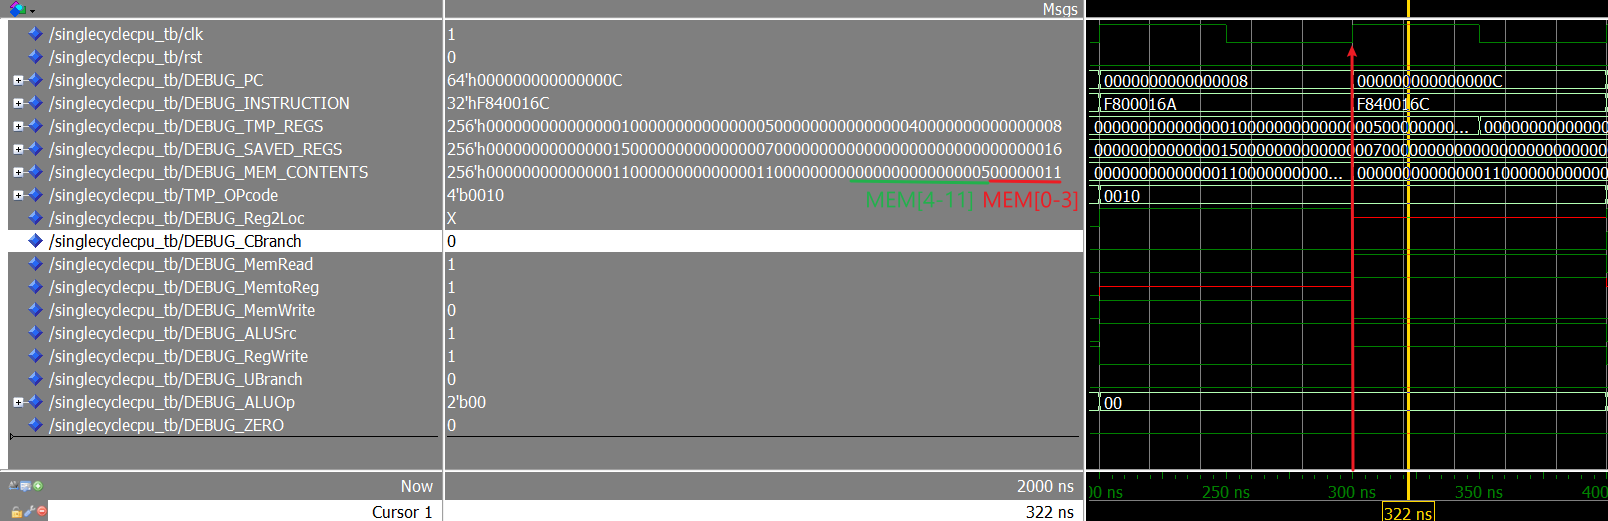 Msgs
/singlecyclecpu_tb/clk 1
/singlecyclecpu_tb/rst 0
/singlecyclecpu_tb/DEBUG_PC 64'h000000000000000C 0000000000000008 000000000000000C
/singlecyclecpu_tb/DEBUG_INSTRUCTION 32'hF840016C F800016A F840016C
/singlecyclecpu_tb/DEBUG_TMP_REGS 256'h0000000000000001000000000000000500000000000000040000000000000008 0000000000000001000000000000000500000000... 00000000000000
/singlecyclecpu_tb/DEBUG_SAVED_REGS 256'h0000000000000015000000000000000700000000000000000000000000000016 00000000000000150000000000000007000000000000000000000000
/singlecyclecpu_tb/DEBUG_MEM_CONTENTS 256'h0000000000000011000000000000001100000000000000000000000500000011 0000000000000011000000000... 000000000000001100000000
/singlecyclecpu_tb/TMP_OPcode 4'b0010 0010
MEM[4-11] MEM[0-3]
/singlecyclecpu_tb/DEBUG_Reg2Loc X
/singlecyclecpu_tb/DEBUG_CBranch 0
/singlecyclecpu_tb/DEBUG_MemRead 1
/singlecyclecpu_tb/DEBUG_MemtoReg 1
/singlecyclecpu_tb/DEBUG_MemWrite 0
/singlecyclecpu_tb/DEBUG_ALUSrc 1
/singlecyclecpu_tb/DEBUG_RegWrite 1
/singlecyclecpu_tb/DEBUG_UBranch 0
/singlecyclecpu_tb/DEBUG_ALUOp 2'b00 00
/singlecyclecpu_tb/DEBUG_ZERO 0
Now 2000 ns 00 ns 250 ns 300 ns 350 ns 400
Cursor 1 322 ns 322 ns